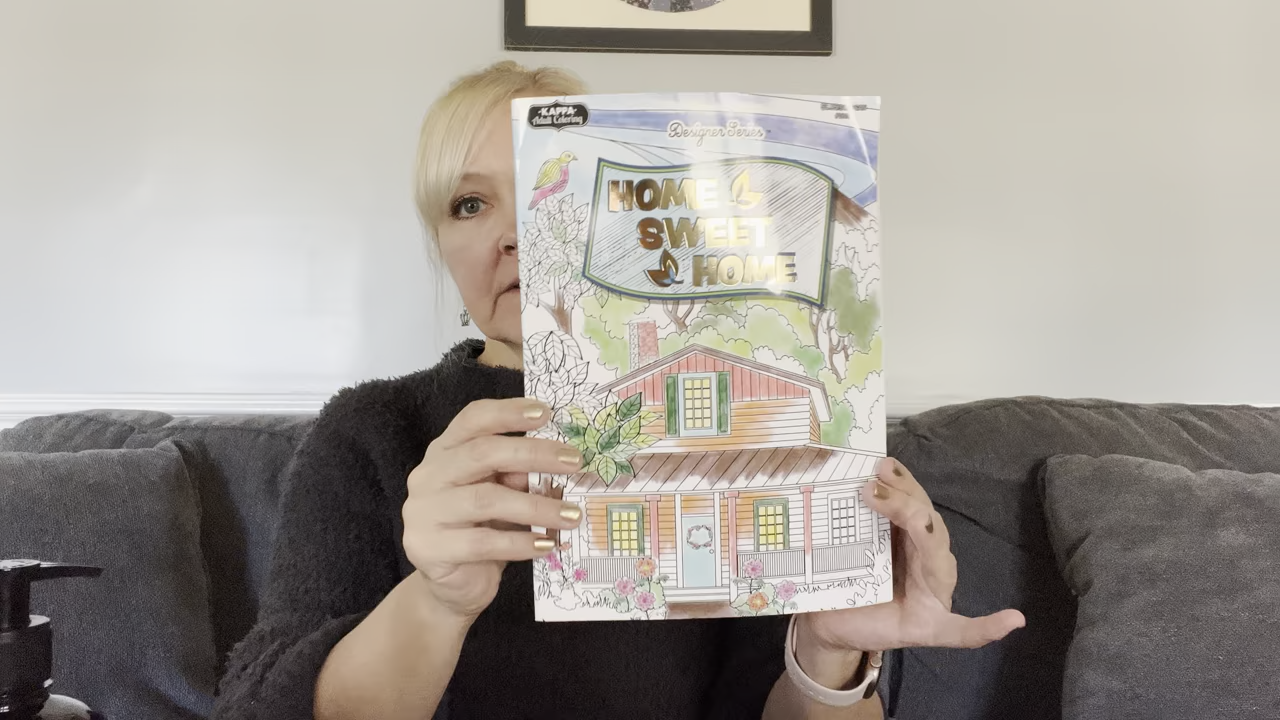 KAPPA
Adult Coloring
Designer Series
HOME
SWEET
HOME